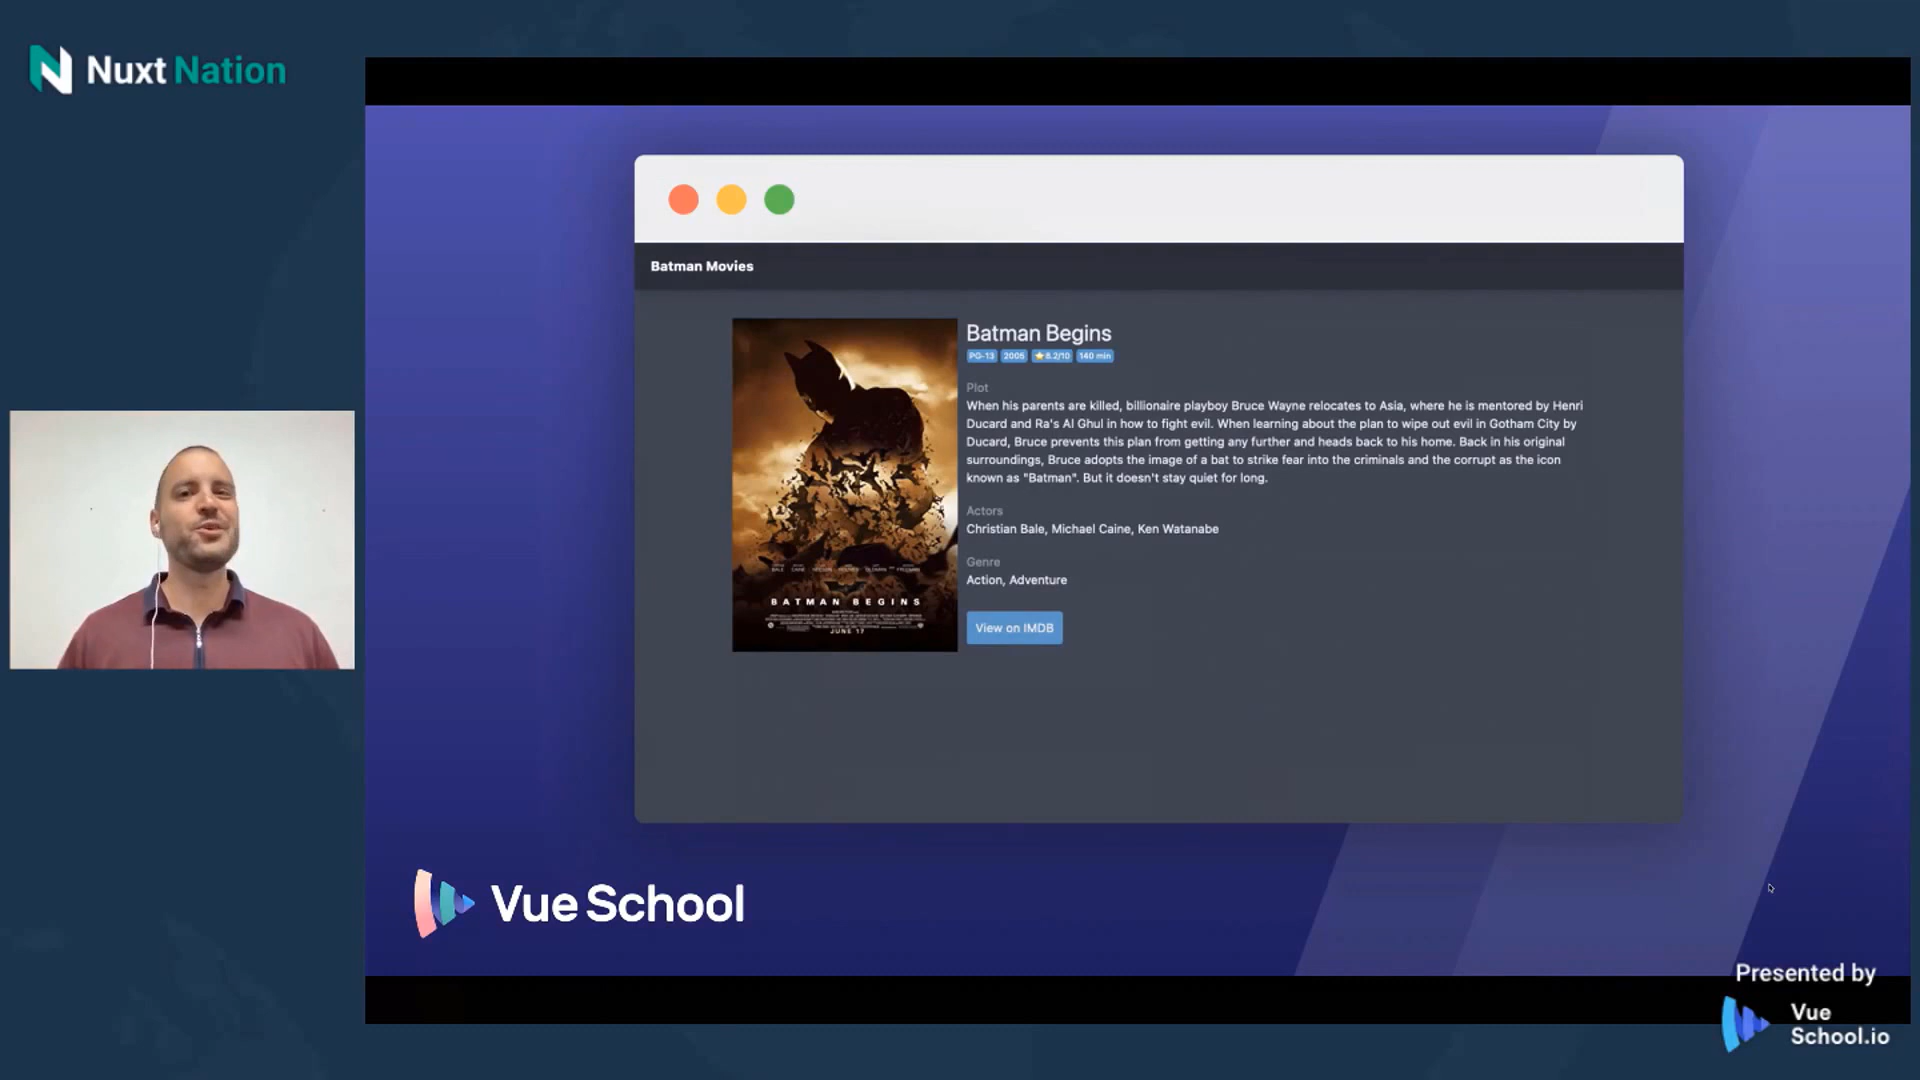 Nuxt Nation
Batman Movies
Batman Begins
PG-13 2005 ⭐8.2/10 140 min
Plot
When his parents are killed, billionaire playboy Bruce Wayne relocates to Asia, where he is mentored by Henri
Ducard and Ra's Al Ghul in how to fight evil. When learning about the plan to wipe out evil in Gotham City by
Ducard, Bruce prevents this plan from getting any further and heads back to his home. Back in his original
surroundings, Bruce adopts the image of a bat to strike fear into the criminals and the corrupt as the icon
known as "Batman". But it doesn't stay quiet for long.
Actors
Christian Bale, Michael Caine, Ken Watanabe
Genre
Action, Adventure
View on IMDB
BATMAN BEGINS
JUNE 17
Vue School
Presented by
Vue
School.io